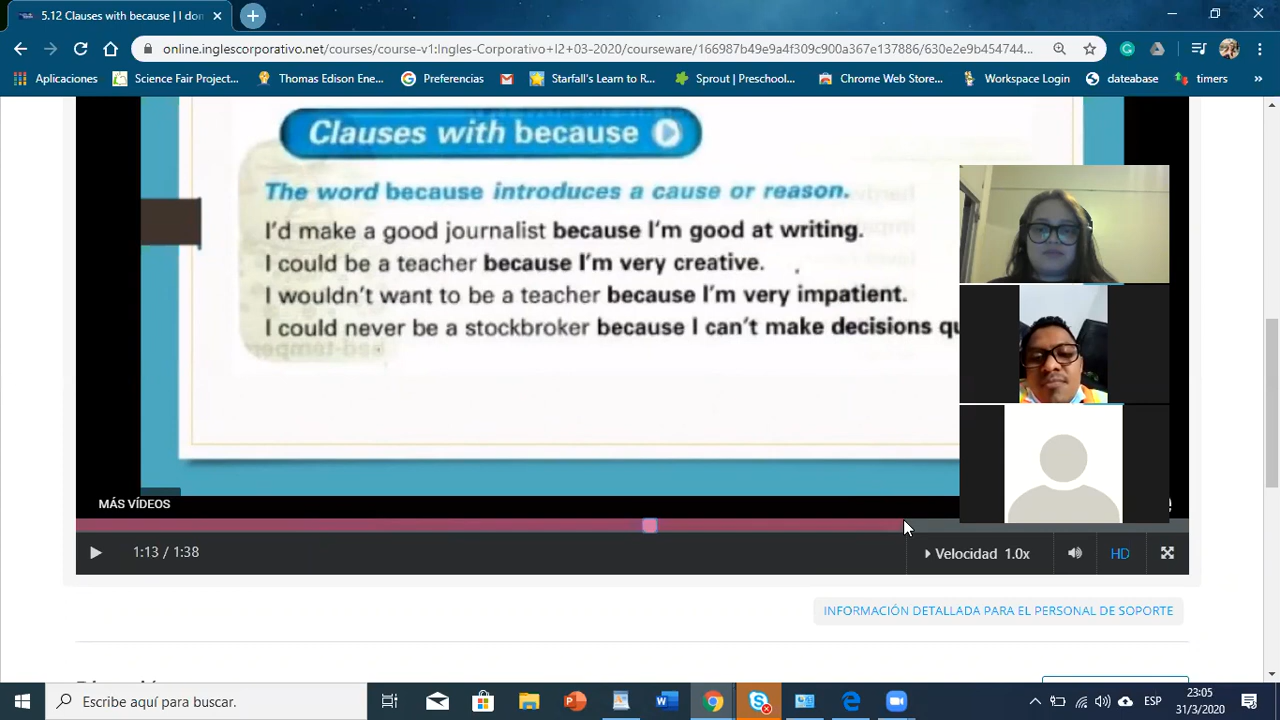 5.12 Clauses with because | I don
online.inglescorporativo.net/courses/course-v1:Ingles-Corporativo+I2+03-2020/courseware/166987b49e9a4f309c900a367e137886/630e2e9b454744...
Aplicaciones Science Fair Project... Thomas Edison Ene... Preferencias Starfall's Learn to R... Sprout | Preschool... Chrome Web Store... Workspace Login dateabase timers »
Clauses with because
The word because introduces a cause or reason.
I'd make a good journalist because I'm good at writing.
I could be a teacher because I'm very creative.
I wouldn't want to be a teacher because I'm very impatient.
I could never be a stockbroker because I can't make decisions qu
MÁS VÍDEOS
1:13 / 1:38 Velocidad 1.0x HD
INFORMACIÓN DETALLADA PARA EL PERSONAL DE SOPORTE
Escribe aquí para buscar. ESP 23:05
31/3/2020